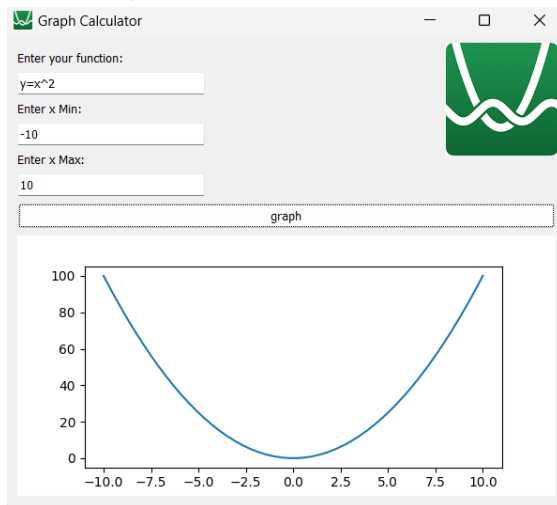 Graph Calculator
Enter your function:
y=x^2
Enter x Min:
-10
Enter x Max:
10
graph
100
80
60
40
20
0
−10.0 −7.5 −5.0 −2.5 0.0 2.5 5.0 7.5 10.0